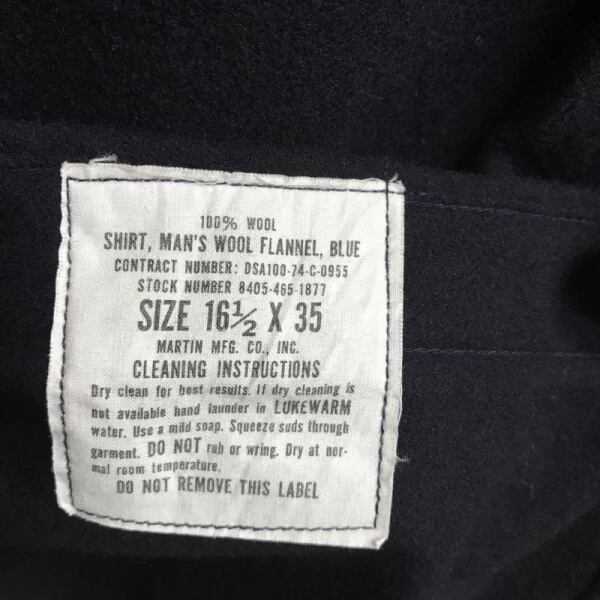 100% WOOL
SHIRT, MAN'S WOOL FLANNEL, BLUE
CONTRACT NUMBER: DSA100-74-C-0955
STOCK NUMBER 8405-465-1877
SIZE 16½ X 35
MARTIN MFG. CO., INC.
CLEANING INSTRUCTIONS
Dry clean for best results. If dry cleaning is
not available hand launder in LUKEWARM
water. Use a mild soap. Squeeze suds through
garment. DO NOT rub or wring. Dry at nor-
mal room temperature.
DO NOT REMOVE THIS LABEL